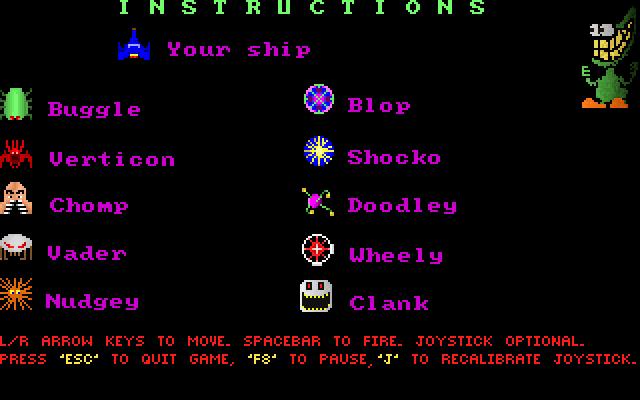 INSTRUCTIONS
Your ship
Buggle
Blop
Verticon
Shocko
Chomp
Doodley
Vader
Wheely
Nudgey
Clank
L/R ARROW KEYS TO MOVE. SPACEBAR TO FIRE. JOYSTICK OPTIONAL.
PRESS "ESC" TO QUIT GAME, "F8" TO PAUSE, "J" TO RECALIBRATE JOYSTICK.